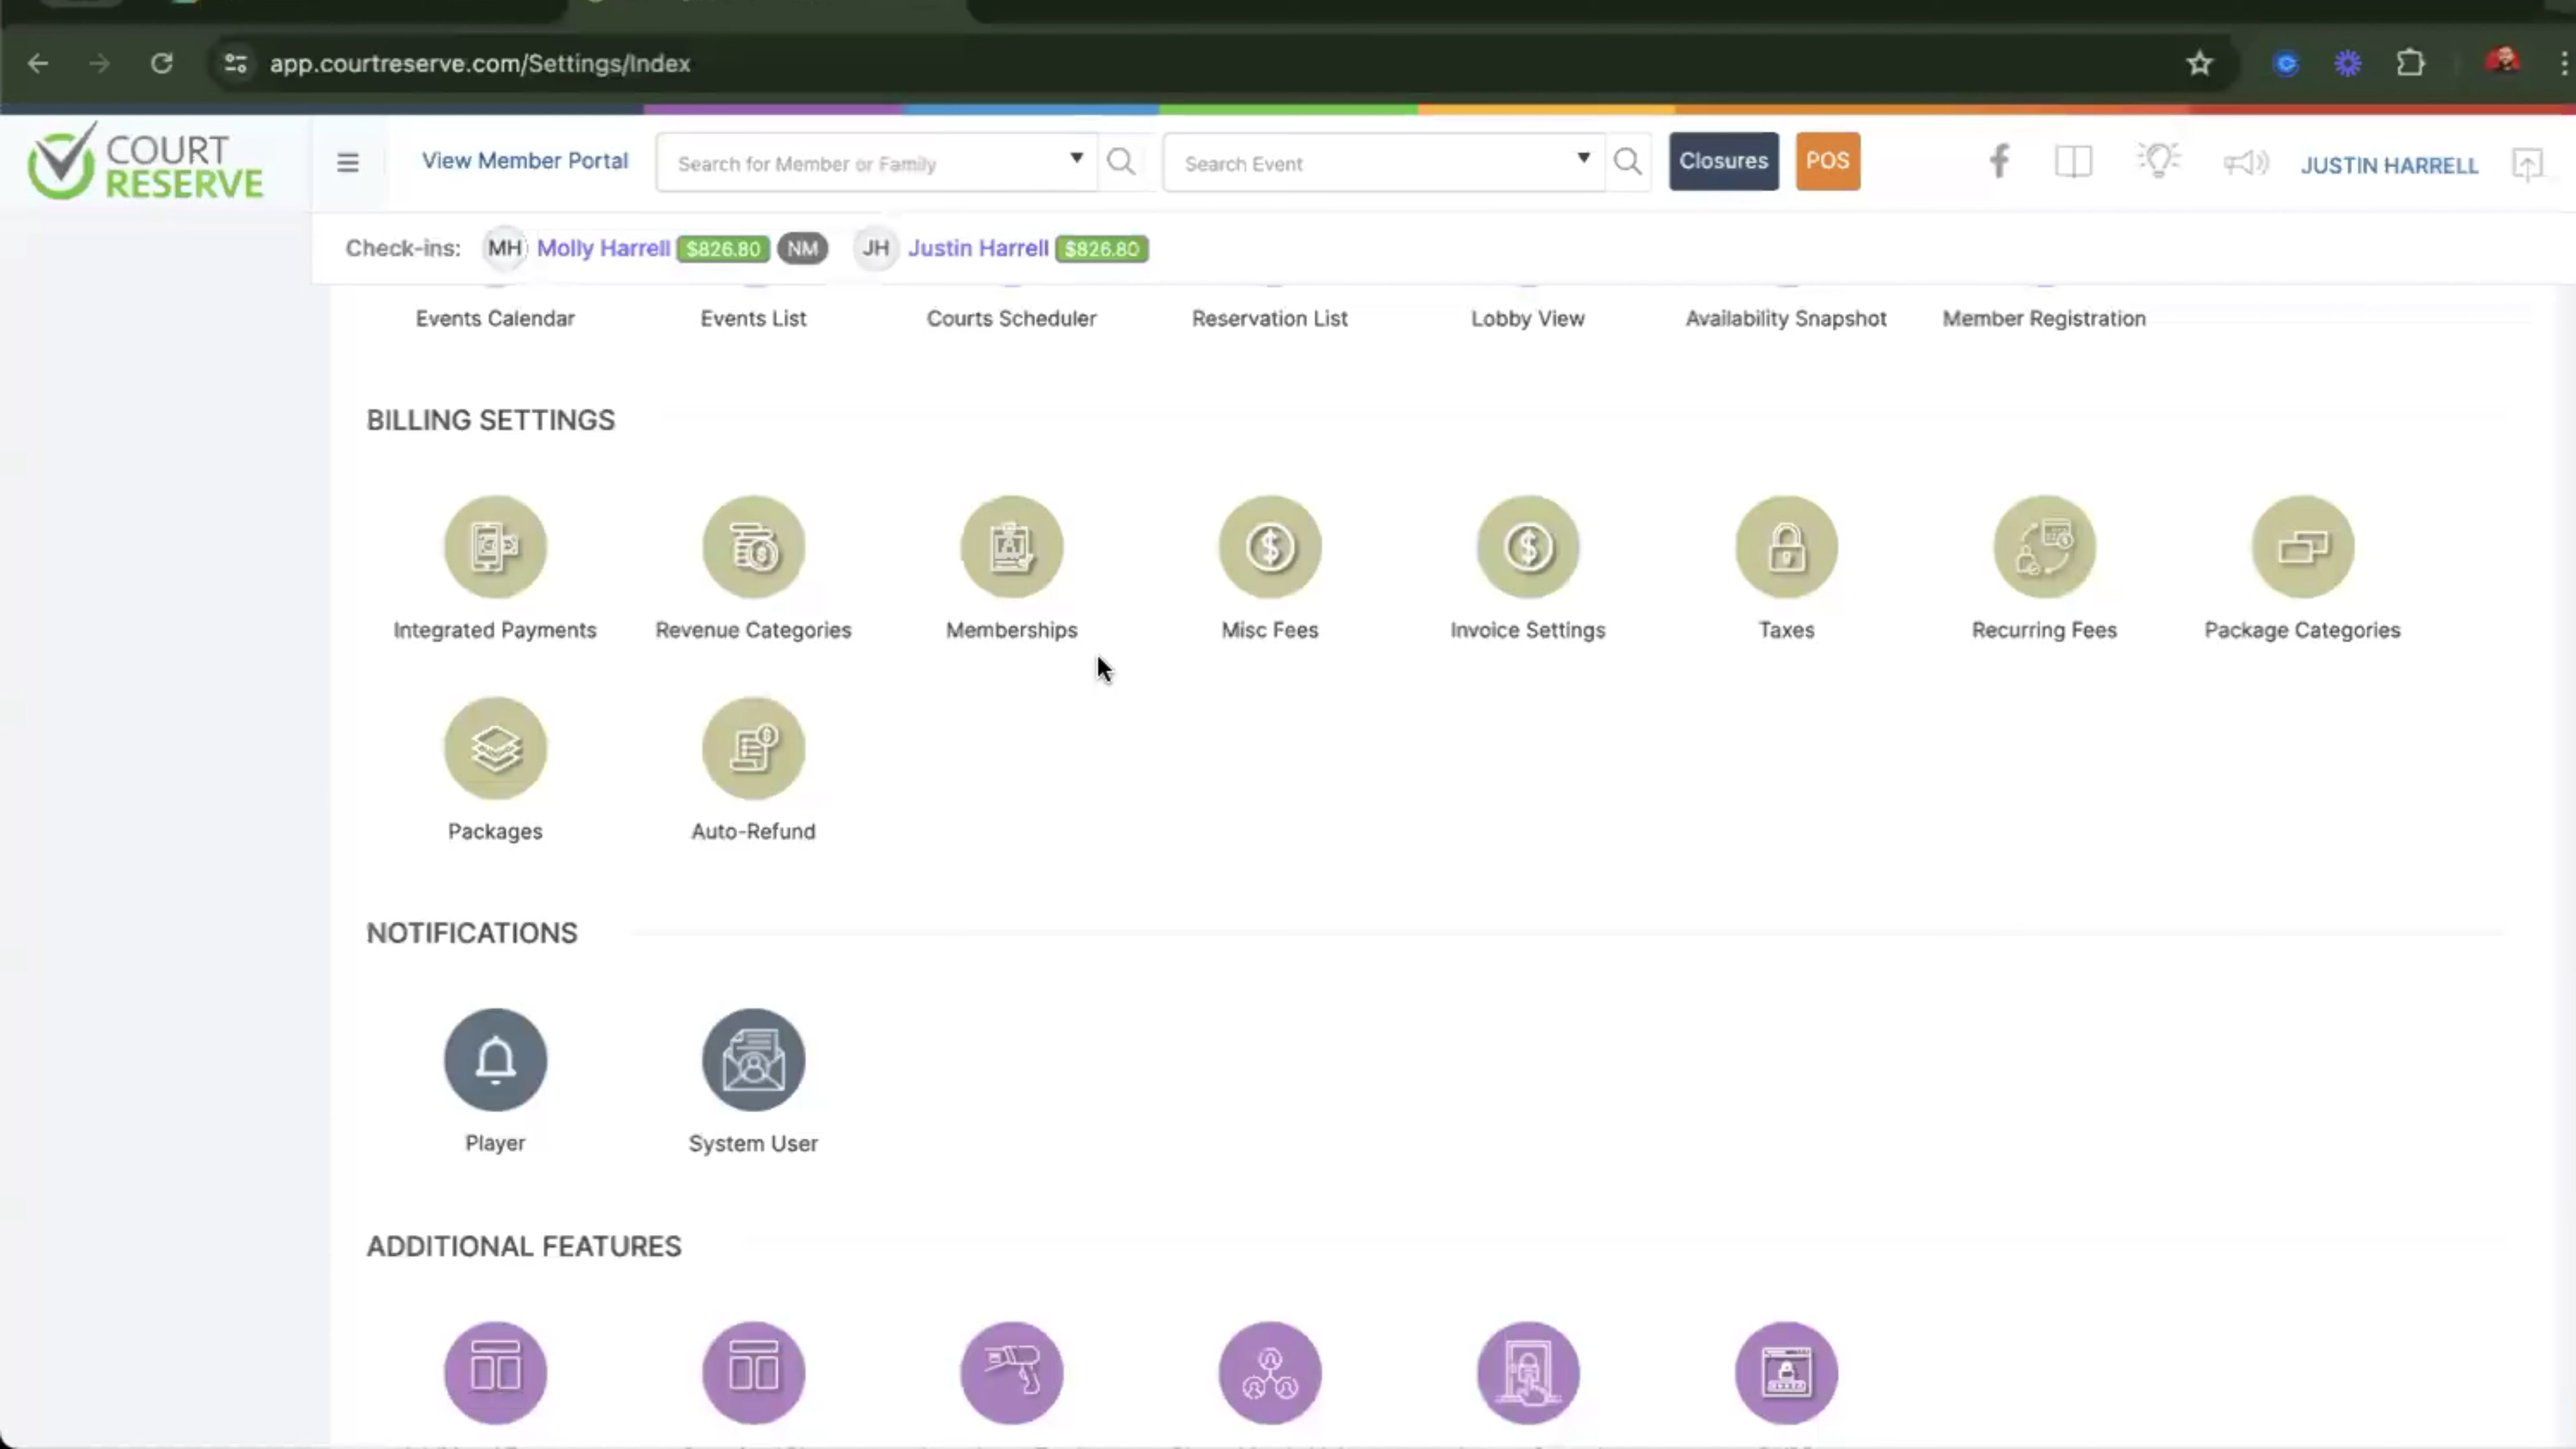 app.courtreserve.com/Settings/Index
COURT
RESERVE
View Member Portal
Search for Member or Family
Search Event
Closures
POS
JUSTIN HARRELL
Check-ins: MH Molly Harrell $826.80 NM JH Justin Harrell $826.80
Events Calendar
Events List
Courts Scheduler
Reservation List
Lobby View
Availability Snapshot
Member Registration
BILLING SETTINGS
Integrated Payments
Revenue Categories
Memberships
Misc Fees
Invoice Settings
Taxes
Recurring Fees
Package Categories
Packages
Auto-Refund
NOTIFICATIONS
Player
System User
ADDITIONAL FEATURES